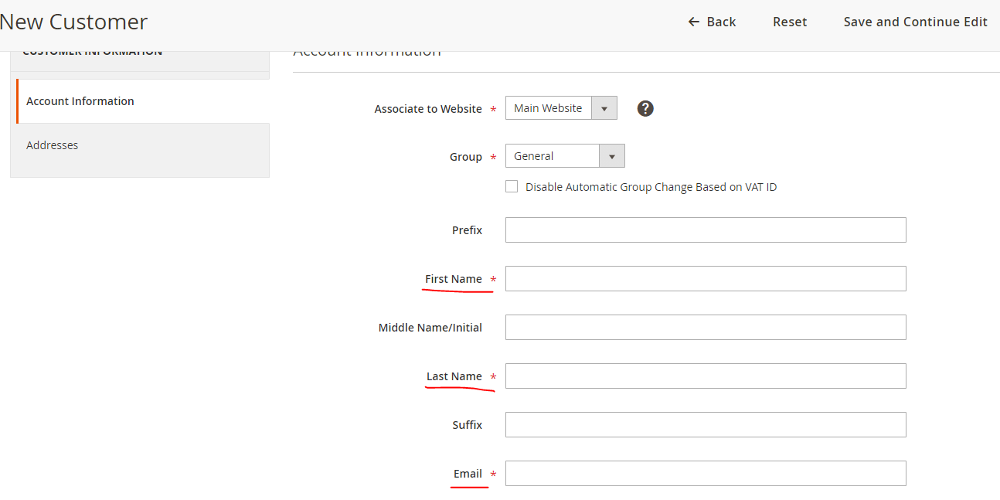 New Customer
← Back
Reset
Save and Continue Edit
CUSTOMER INFORMATION
Account Information
Account Information
Addresses
Associate to Website *
Main Website
?
Group *
General
Disable Automatic Group Change Based on VAT ID
Prefix
First Name *
Middle Name/Initial
Last Name *
Suffix
Email *